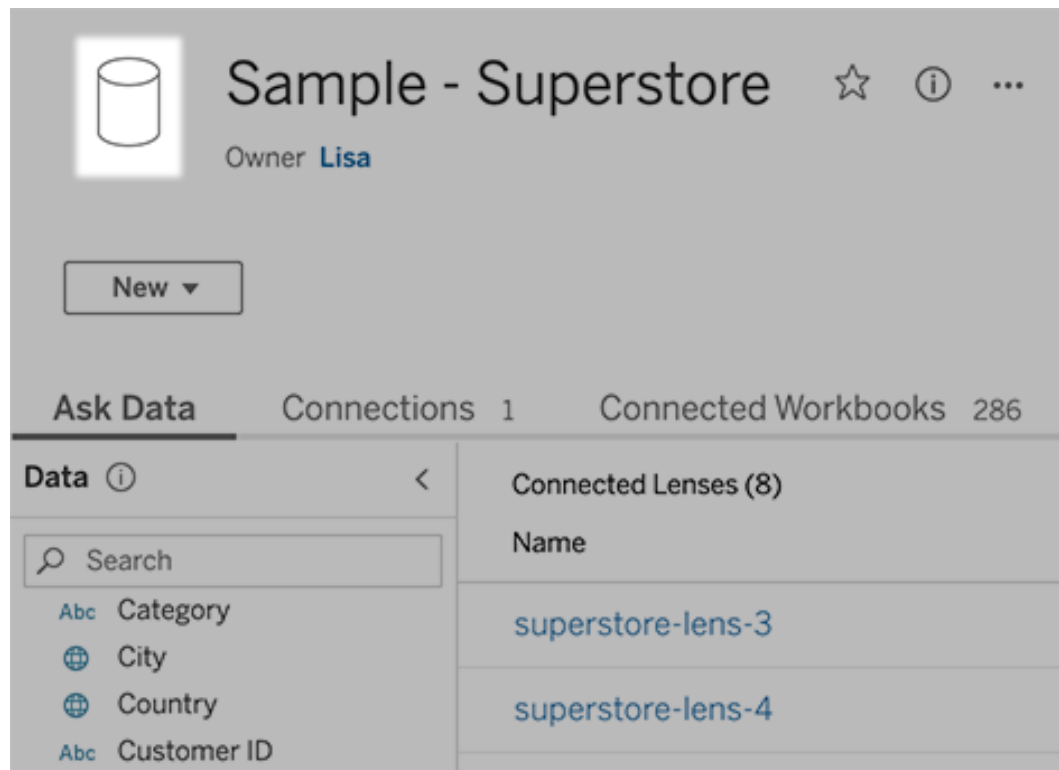 Sample - Superstore
Owner Lisa
New
Ask Data Connections 1 Connected Workbooks 286
Data
Connected Lenses (8)
Search
Name
Abc Category
City
Country
Abc Customer ID
superstore-lens-3
superstore-lens-4